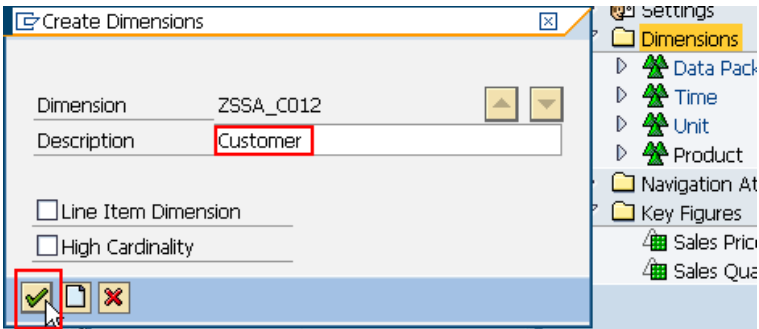 Create Dimensions
Dimension ZSSA_C012
Description Customer
Line Item Dimension
High Cardinality
Settings
Dimensions
Data Pack
Time
Unit
Product
Navigation At
Key Figures
Sales Price
Sales Qua